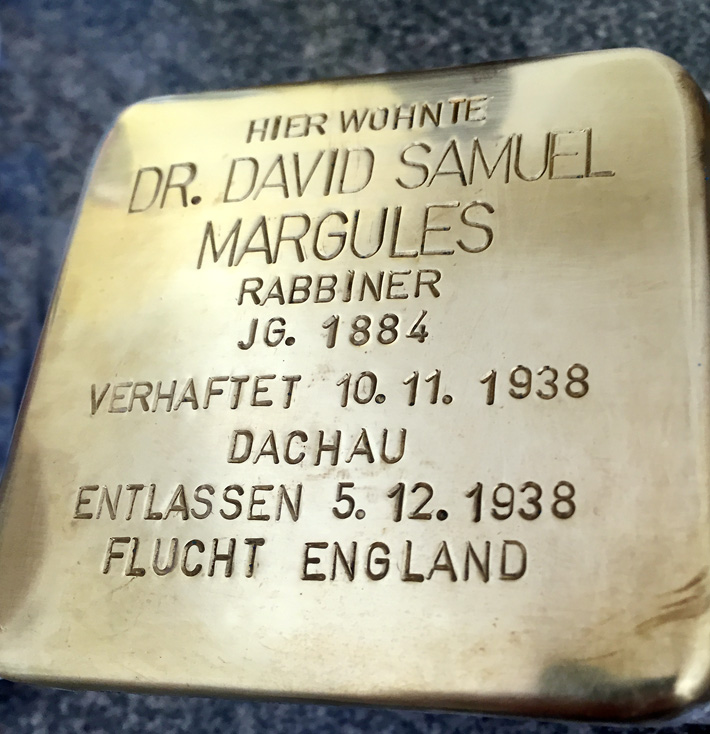 HIER WOHNTE
DR. DAVID SAMUEL
MARGULES
RABBINER
JG. 1884
VERHAFTET 10. 11. 1938
DACHAU
ENTLASSEN 5. 12. 1938
FLUCHT ENGLAND